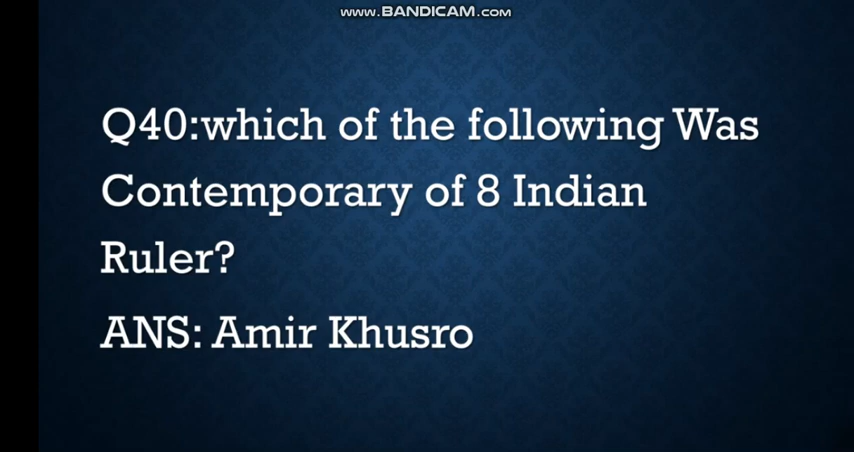 www.BANDICAM.com
Q40:which of the following Was
Contemporary of 8 Indian
Ruler?
ANS: Amir Khusro